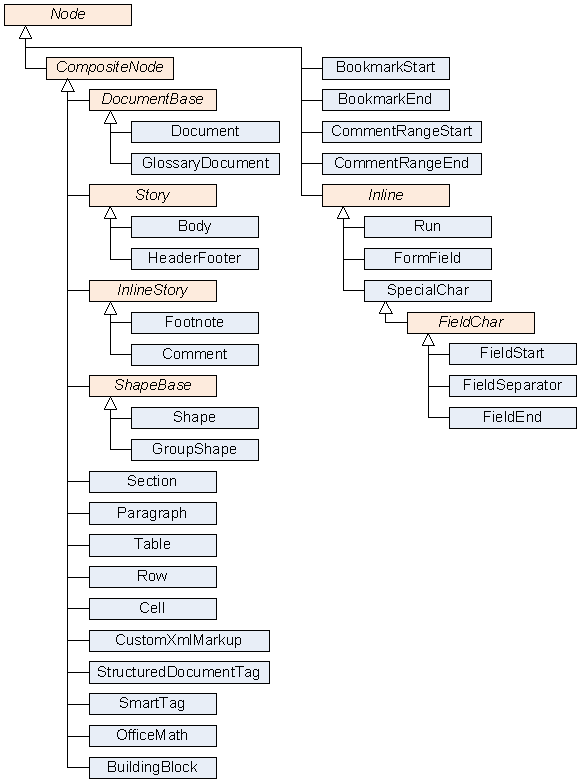 Node
CompositeNode
DocumentBase
Document
GlossaryDocument
Story
Body
HeaderFooter
InlineStory
Footnote
Comment
ShapeBase
Shape
GroupShape
Section
Paragraph
Table
Row
Cell
CustomXmlMarkup
StructuredDocumentTag
SmartTag
OfficeMath
BuildingBlock
BookmarkStart
BookmarkEnd
CommentRangeStart
CommentRangeEnd
Inline
Run
FormField
SpecialChar
FieldChar
FieldStart
FieldSeparator
FieldEnd